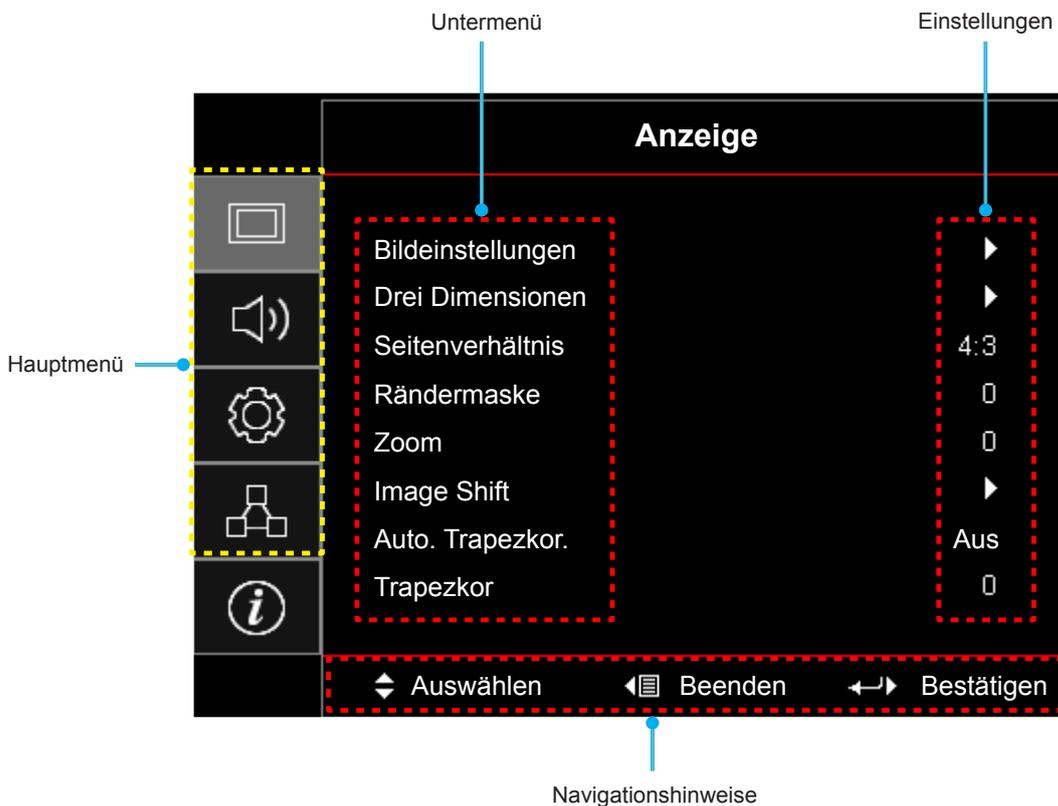 Untermenü Einstellungen
Anzeige
Hauptmenü
Bildeinstellungen
Drei Dimensionen
Seitenverhältnis 4:3
Rändermaske 0
Zoom 0
Image Shift
Auto. Trapezkor. Aus
Trapezkor 0
Auswählen Beenden Bestätigen
Navigationshinweise